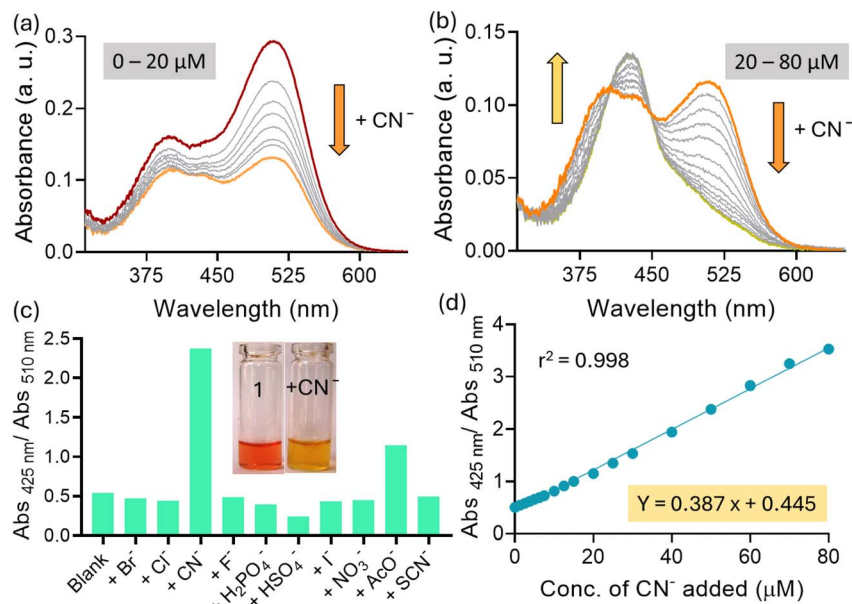 (a)
0 – 20 μM
+ CN⁻
Absorbance (a. u.)
0.3
0.2
0.1
0.0
375 450 525 600
Wavelength (nm)
(b)
20 – 80 μM
+ CN⁻
Absorbance (a. u.)
0.15
0.10
0.05
0.00
375 450 525 600
Wavelength (nm)
(c)
Abs 425 nm/ Abs 510 nm
2.5
2.0
1.5
1.0
0.5
0.0
1
+CN⁻
Blank
+ Br⁻
+ Cl⁻
+ CN⁻
+ F⁻
H₂PO₄⁻
+ HSO₄⁻
+ I⁻
+ NO₃⁻
+ AcO⁻
+ SCN⁻
(d)
Abs 425 nm/ Abs 510 nm
4
3
2
1
0
r² = 0.998
Y = 0.387 x + 0.445
0 20 40 60 80
Conc. of CN⁻ added (μM)